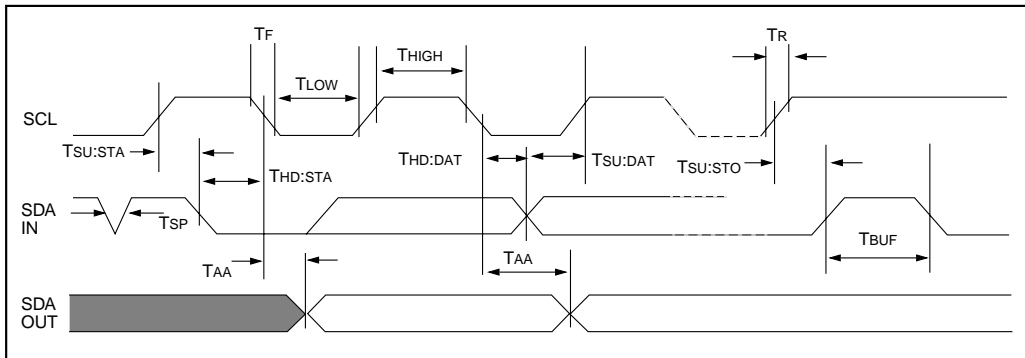 TF
TR
THIGH
TLOW
SCL
TSU:STA
THD:DAT
TSU:DAT
TSU:STO
THD:STA
SDA
IN
TSP
TBUF
TAA
TAA
SDA
OUT